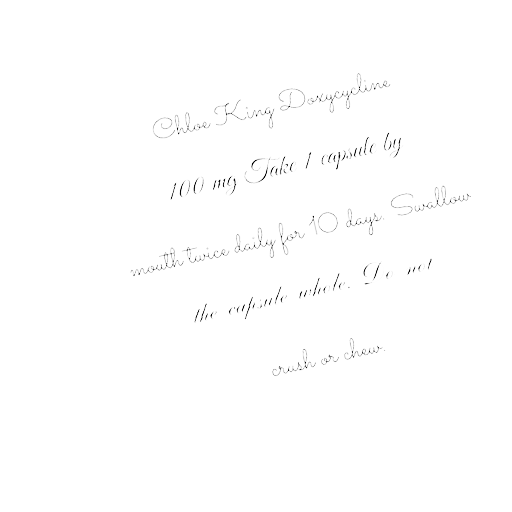 Chloe King Doxycycline
100 mg Take 1 capsule by
mouth twice daily for 10 days. Swallow
the capsule whole. Do not
crush or chew.